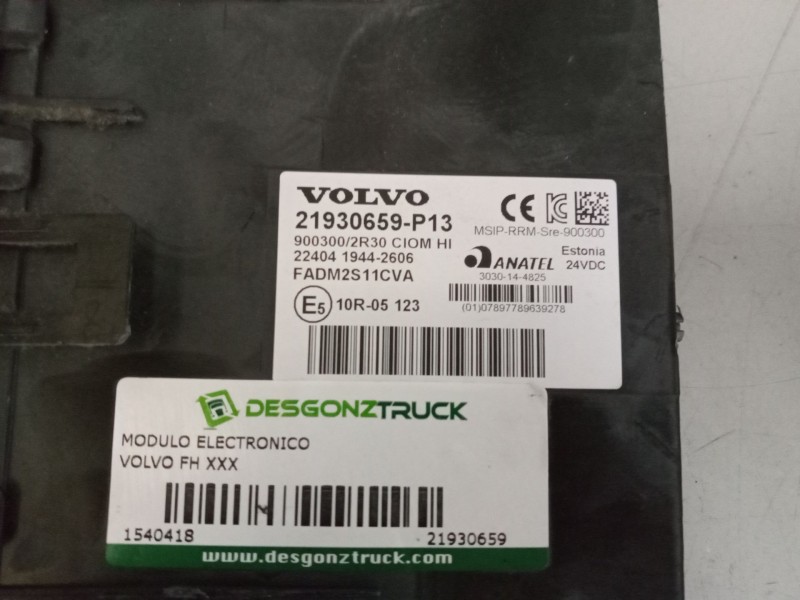 VOLVO
21930659-P13
900300/2R30 CIOM HI
22404 1944-2606
FADM2S11CVA
E5 10R-05 123
CE
MSIP-RRM-Sre-900300
ANATEL
3030-14-4825
Estonia
24VDC
(01)07897789639278
DESGONZTRUCK
MODULO ELECTRONICO
VOLVO FH XXX
1540418 21930659
www.desgonztruck.com